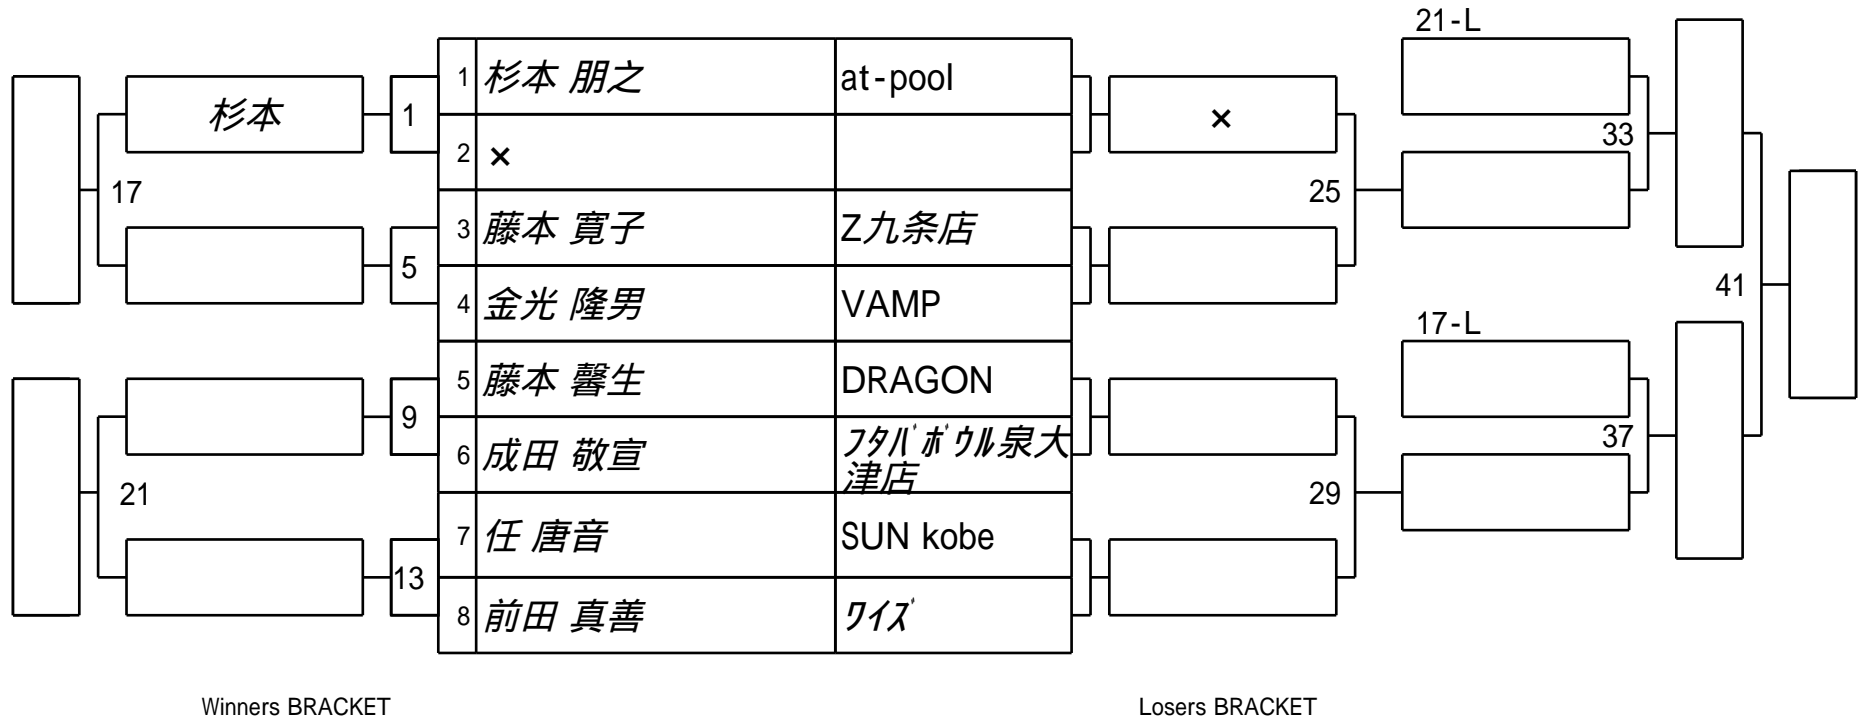 21-L
1 杉本 朋之 at-pool
杉本 1 ×
33
2 ×
17 25
3 藤本 寛子 Z九条店
5
4 金光 隆男 VAMP
41
17-L
5 藤本 馨生 DRAGON
9
37
6 成田 敬宣 フタバボウル泉大
津店
21 29
7 任 唐音 SUN kobe
13
8 前田 真善 ワイズ
Winners BRACKET Losers BRACKET